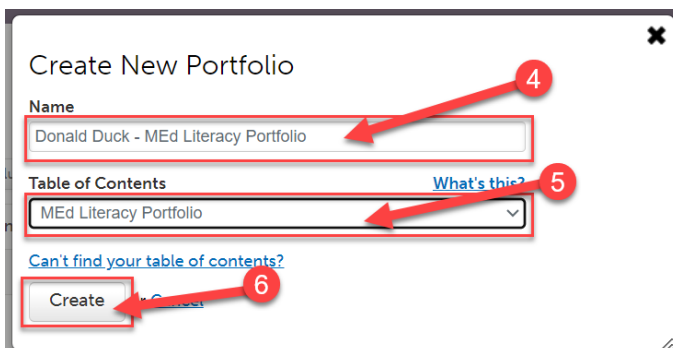 Create New Portfolio
4
Name
Donald Duck - MEd Literacy Portfolio
Table of Contents What's this?
5
MEd Literacy Portfolio
Can't find your table of contents?
6
Create